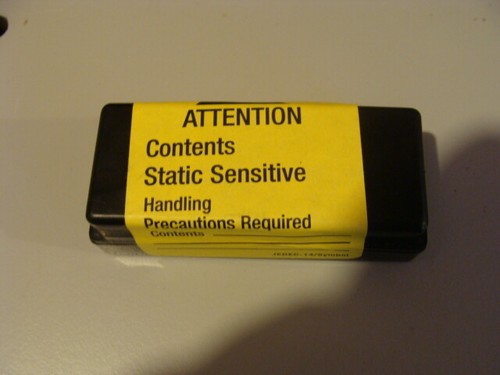 ATTENTION
Contents
Static Sensitive
Handling
Precautions Required
Contents